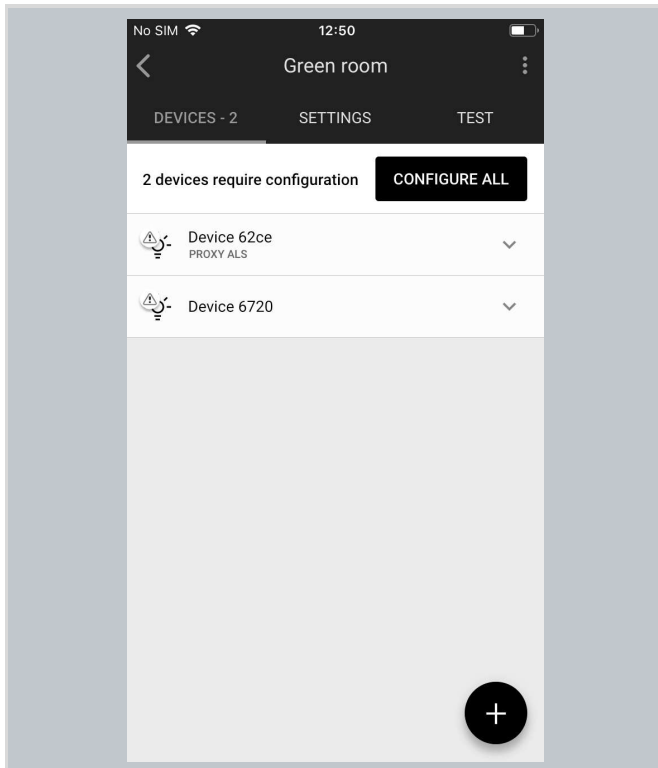 No SIM 12:50
Green room
DEVICES - 2 SETTINGS TEST
2 devices require configuration CONFIGURE ALL
Device 62ce
PROXY ALS
Device 6720